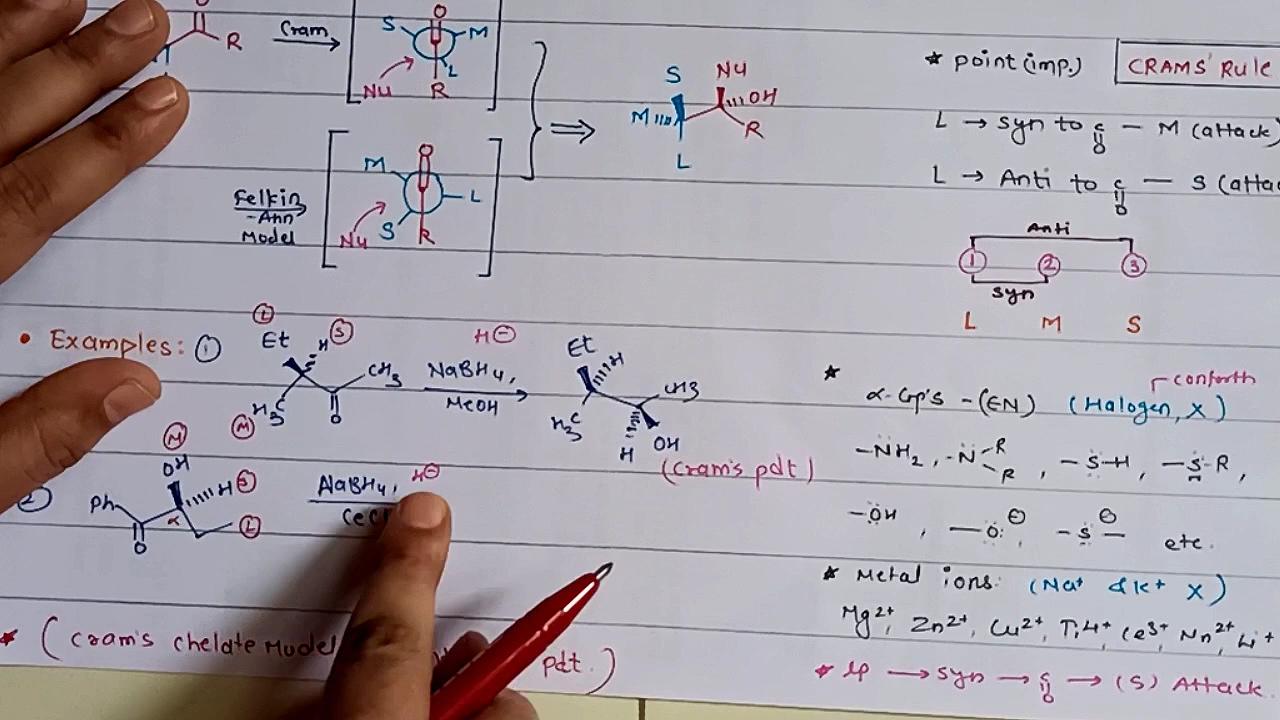 O
R
Cram
S
O
M
L
Nu
R
S
Nu
M
OH
R
L
* point (imp.)
CRAMS' RULE
L → syn to C=O — M (attack)
L → Anti to C=O — S (atta
Felkin
-Ahn
Model
M
O
L
Nu
S
R
Anti
① ② ③
syn
L M S
• Examples: ①
L
Et
H
S
CH3
H3C
O
M
H⊖
NaBH4,
MeOH
Et
H
CH3
H3C
H
OH
(Cram's pdt)
*
conforth
α-Gp's - (EN) (Halogen, X)
-NH2, -N-R
R
, -S-H, -S-R,
-OH, -O:⊖, -S⊖- etc.
②
M
OH
Ph
H
S
α
L
O
NaBH4, H⊖
CeC
* Metal ions: (Na+ & K+ X)
Mg2+, Zn2+, Cu2+, Ti4+, Ce3+, Mn2+, Li+
* (Cram's chelate Model
pdt.)
* lp → syn → C=O → (S) Attack.